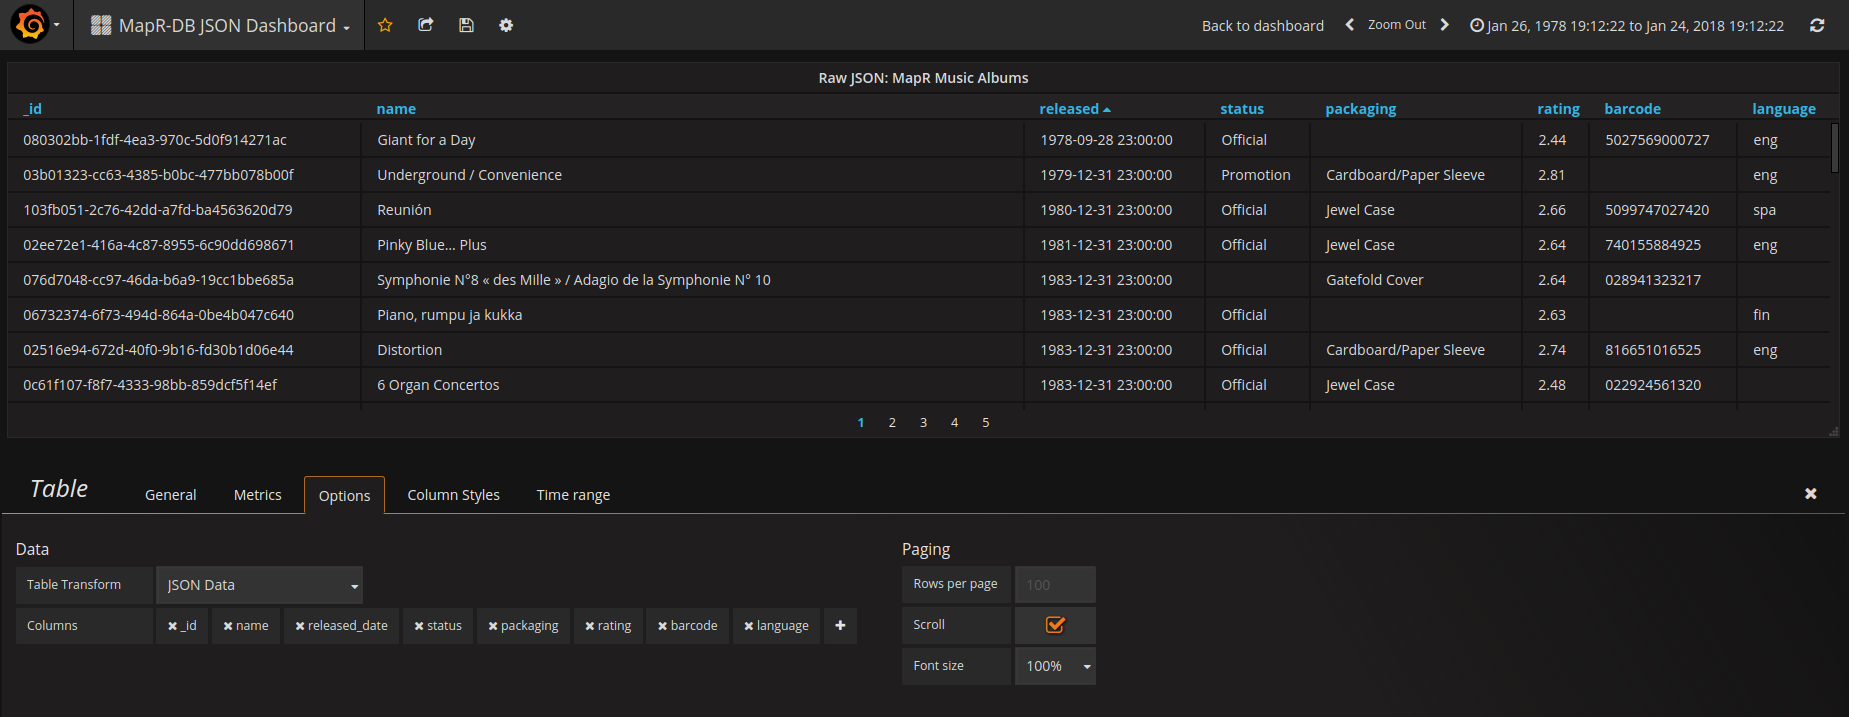 MapR-DB JSON Dashboard Back to dashboard Zoom Out Jan 26, 1978 19:12:22 to Jan 24, 2018 19:12:22
Raw JSON: MapR Music Albums
_id name released status packaging rating barcode language
080302bb-1fdf-4ea3-970c-5d0f914271ac Giant for a Day 1978-09-28 23:00:00 Official 2.44 5027569000727 eng
03b01323-cc63-4385-b0bc-477bb078b00f Underground / Convenience 1979-12-31 23:00:00 Promotion Cardboard/Paper Sleeve 2.81 eng
103fb051-2c76-42dd-a7fd-ba4563620d79 Reunión 1980-12-31 23:00:00 Official Jewel Case 2.66 5099747027420 spa
02ee72e1-416a-4c87-8955-6c90dd698671 Pinky Blue... Plus 1981-12-31 23:00:00 Official Jewel Case 2.64 740155884925 eng
076d7048-cc97-46da-b6a9-19cc1bbe685a Symphonie N°8 « des Mille » / Adagio de la Symphonie N° 10 1983-12-31 23:00:00 Gatefold Cover 2.64 028941323217
06732374-6f73-494d-864a-0be4b047c640 Piano, rumpu ja kukka 1983-12-31 23:00:00 Official 2.63 fin
02516e94-672d-40f0-9b16-fd30b1d06e44 Distortion 1983-12-31 23:00:00 Official Cardboard/Paper Sleeve 2.74 816651016525 eng
0c61f107-f8f7-4333-98bb-859dcf5f14ef 6 Organ Concertos 1983-12-31 23:00:00 Official Jewel Case 2.48 022924561320
1 2 3 4 5
Table General Metrics Options Column Styles Time range
Data Paging
Table Transform JSON Data Rows per page 100
Columns _id name released_date status packaging rating barcode language Scroll
Font size 100%